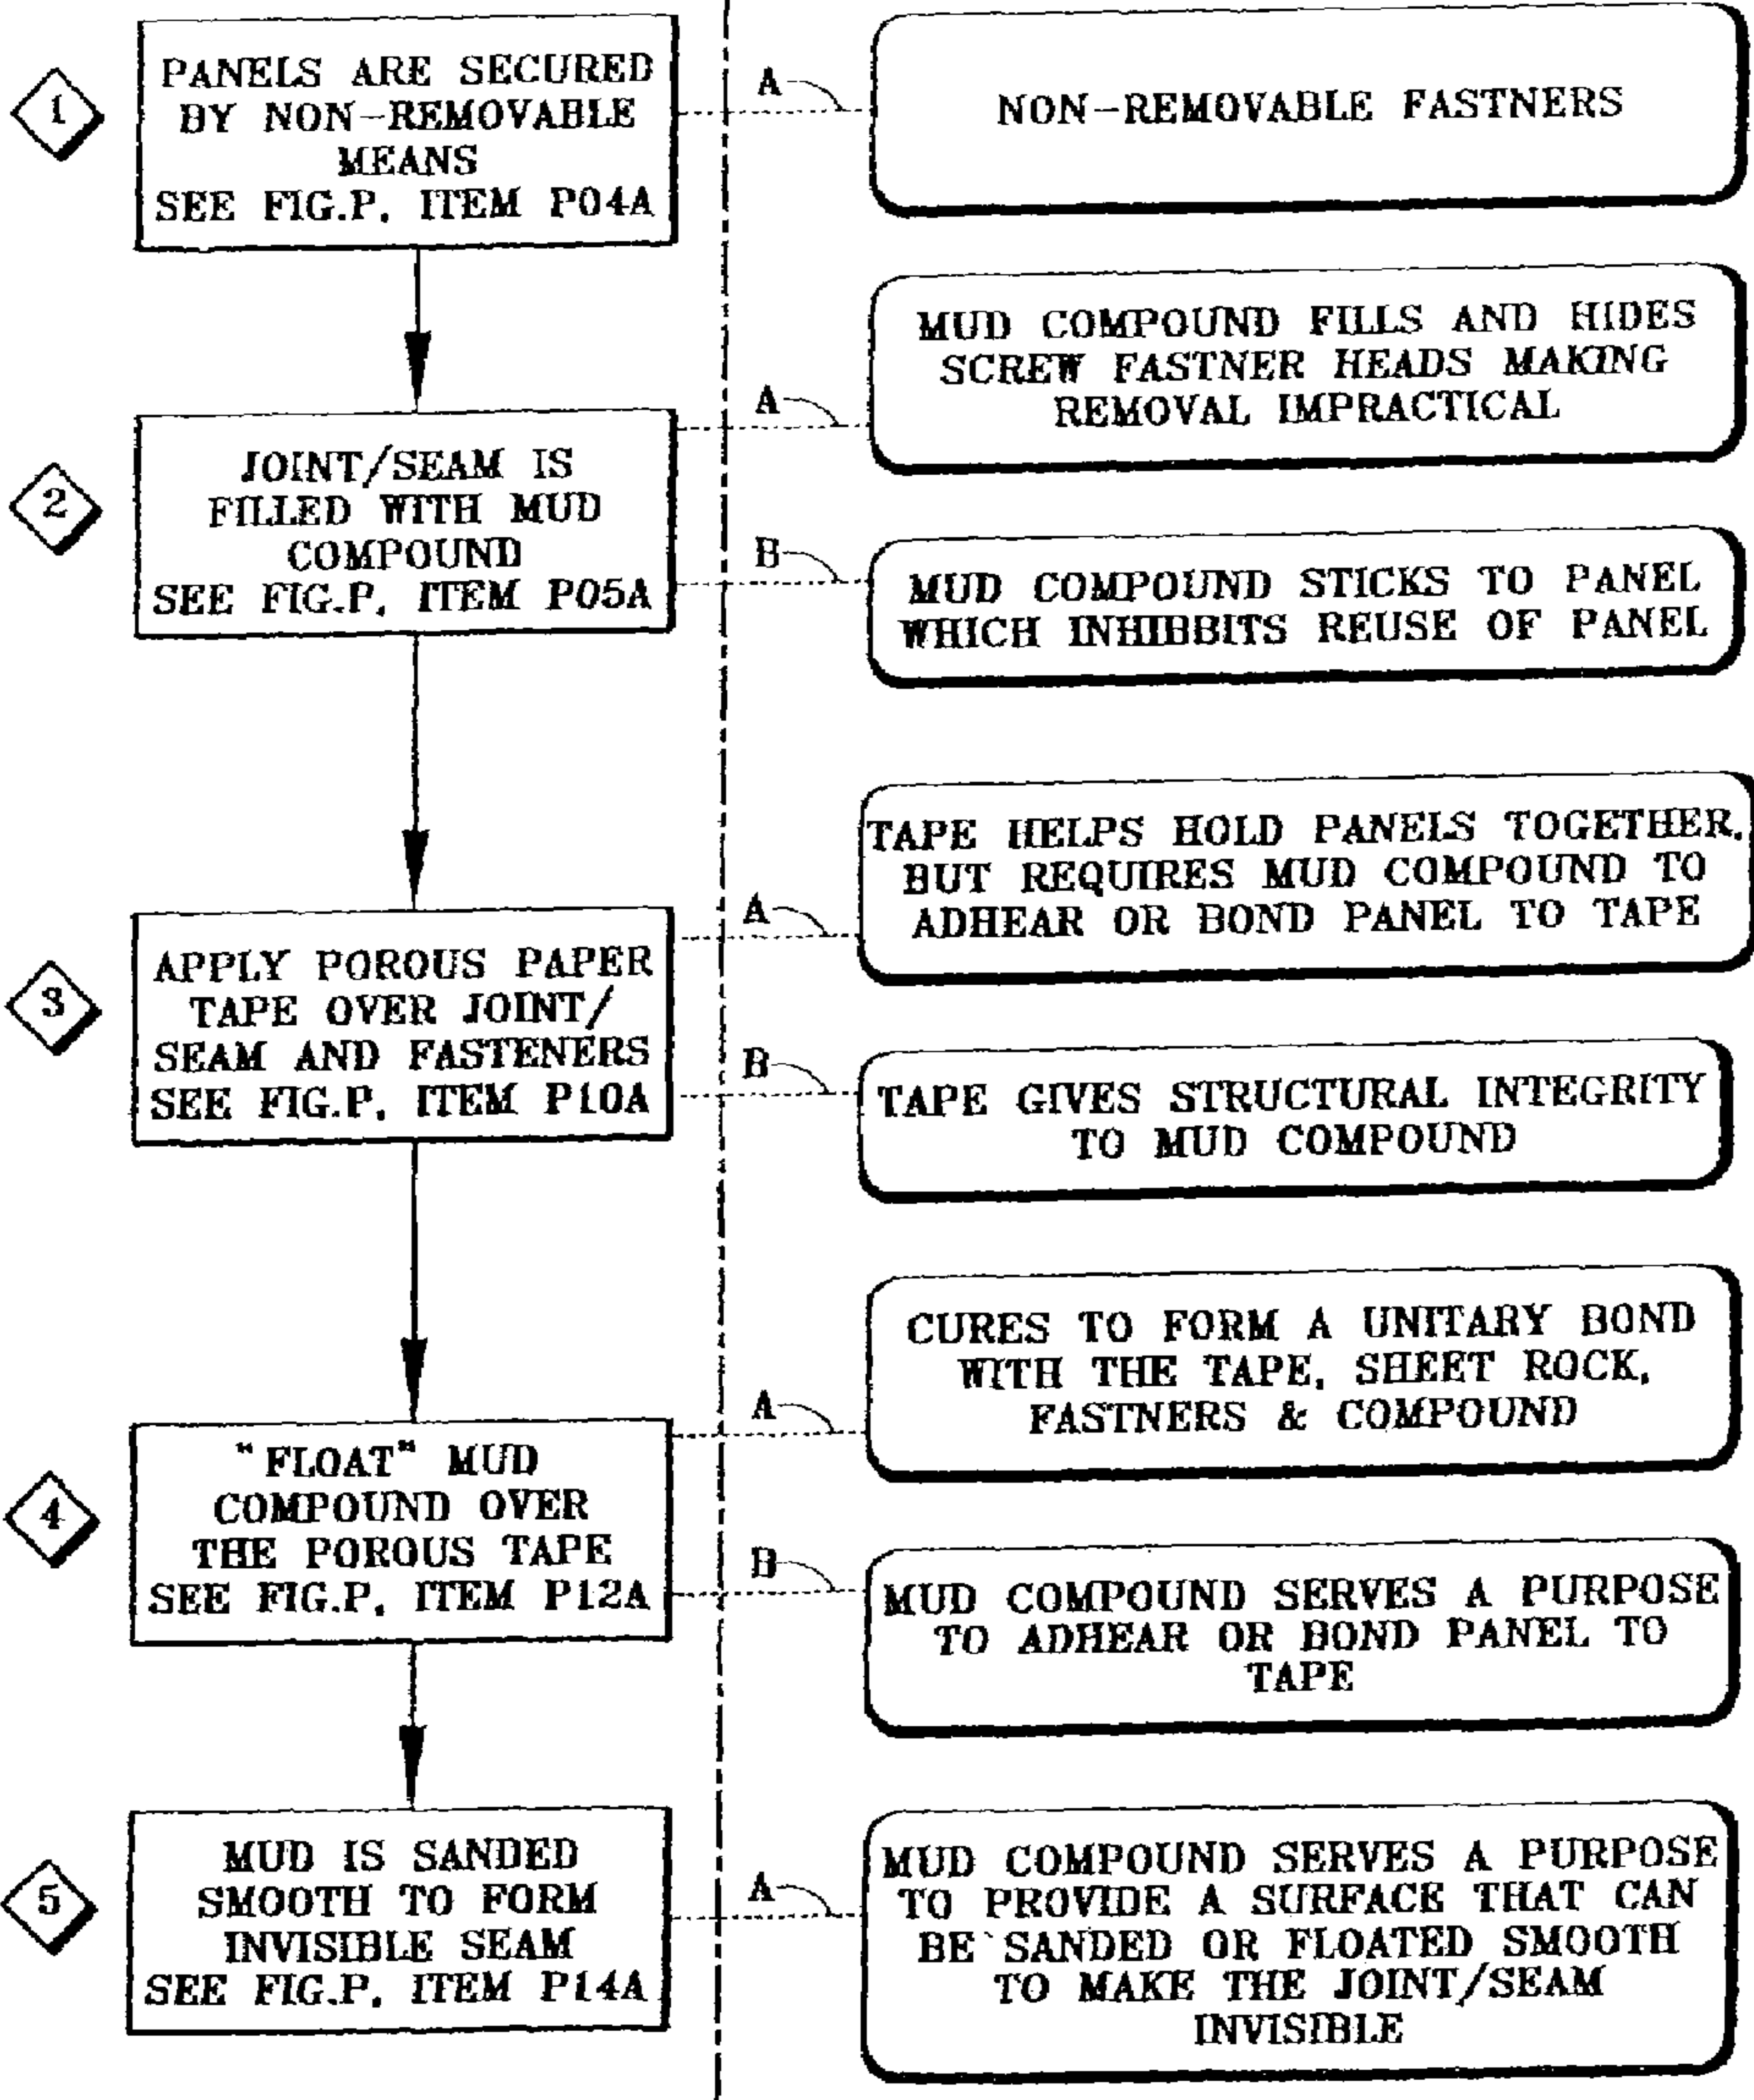 1
PANELS ARE SECURED
BY NON-REMOVABLE
MEANS
SEE FIG.P. ITEM P04A
A
NON-REMOVABLE FASTNERS
2
JOINT/SEAM IS
FILLED WITH MUD
COMPOUND
SEE FIG.P. ITEM P05A
A
MUD COMPOUND FILLS AND HIDES
SCREW FASTNER HEADS MAKING
REMOVAL IMPRACTICAL
B
MUD COMPOUND STICKS TO PANEL
WHICH INHIBBITS REUSE OF PANEL
3
APPLY POROUS PAPER
TAPE OVER JOINT/
SEAM AND FASTENERS
SEE FIG.P. ITEM P10A
A
TAPE HELPS HOLD PANELS TOGETHER.
BUT REQUIRES MUD COMPOUND TO
ADHEAR OR BOND PANEL TO TAPE
B
TAPE GIVES STRUCTURAL INTEGRITY
TO MUD COMPOUND
4
"FLOAT" MUD
COMPOUND OVER
THE POROUS TAPE
SEE FIG.P. ITEM P12A
A
CURES TO FORM A UNITARY BOND
WITH THE TAPE, SHEET ROCK,
FASTNERS & COMPOUND
B
MUD COMPOUND SERVES A PURPOSE
TO ADHEAR OR BOND PANEL TO
TAPE
5
MUD IS SANDED
SMOOTH TO FORM
INVISIBLE SEAM
SEE FIG.P. ITEM P14A
A
MUD COMPOUND SERVES A PURPOSE
TO PROVIDE A SURFACE THAT CAN
BE SANDED OR FLOATED SMOOTH
TO MAKE THE JOINT/SEAM
INVISIBLE